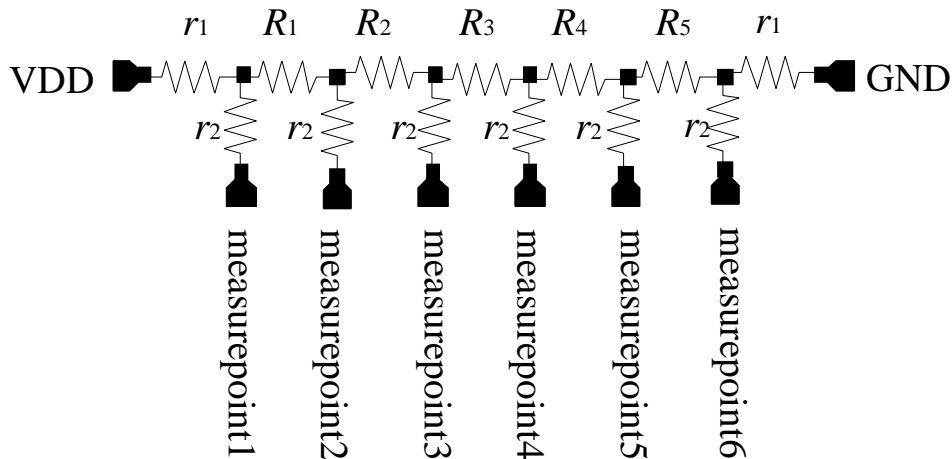 r1 R1 R2 R3 R4 R5 r1
VDD GND
r2 r2 r2 r2 r2 r2
measurepoint1
measurepoint2
measurepoint3
measurepoint4
measurepoint5
measurepoint6